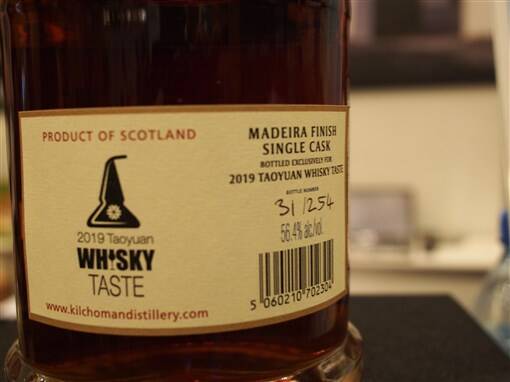 PRODUCT OF SCOTLAND
2019 Taoyuan
WHISKY
TASTE
www.kilchomandistillery.com
MADEIRA FINISH
SINGLE CASK
BOTTLED EXCLUSIVELY FOR
2019 TAOYUAN WHISKY TASTE
BOTTLE NUMBER
31/254
56.4% alc/vol.
5 060210 702304